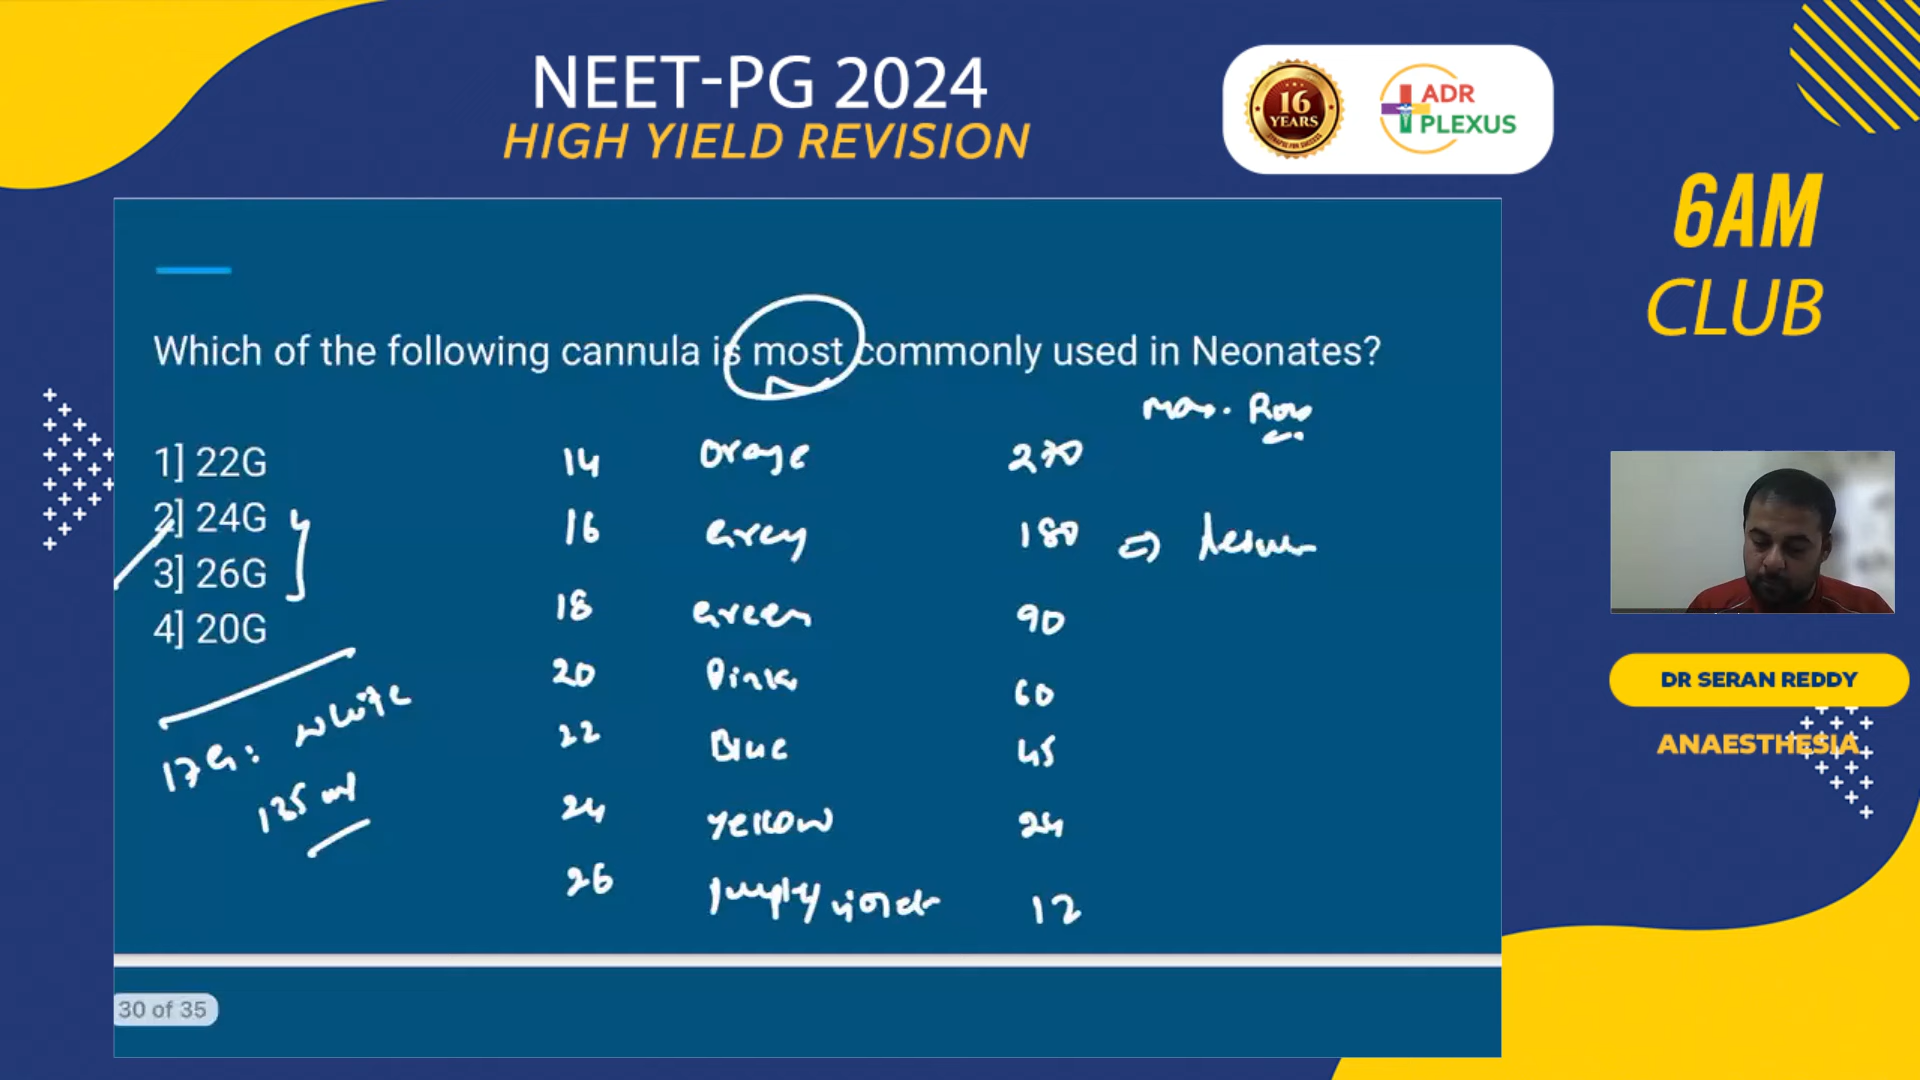 NEET-PG 2024
HIGH YIELD REVISION
16
YEARS
ADR
PLEXUS
6AM
CLUB
Which of the following cannula is most commonly used in Neonates?
max. Row
1] 22G
2] 24G
3] 26G
4] 20G
14 Orange 270
16 Grey 180 ⇒
18 Green 90
20 Pink 60
22 Blue 45
24 Yellow 24
26 violet 12
17G: White
135 ml
30 of 35
DR SERAN REDDY
ANAESTHESIA